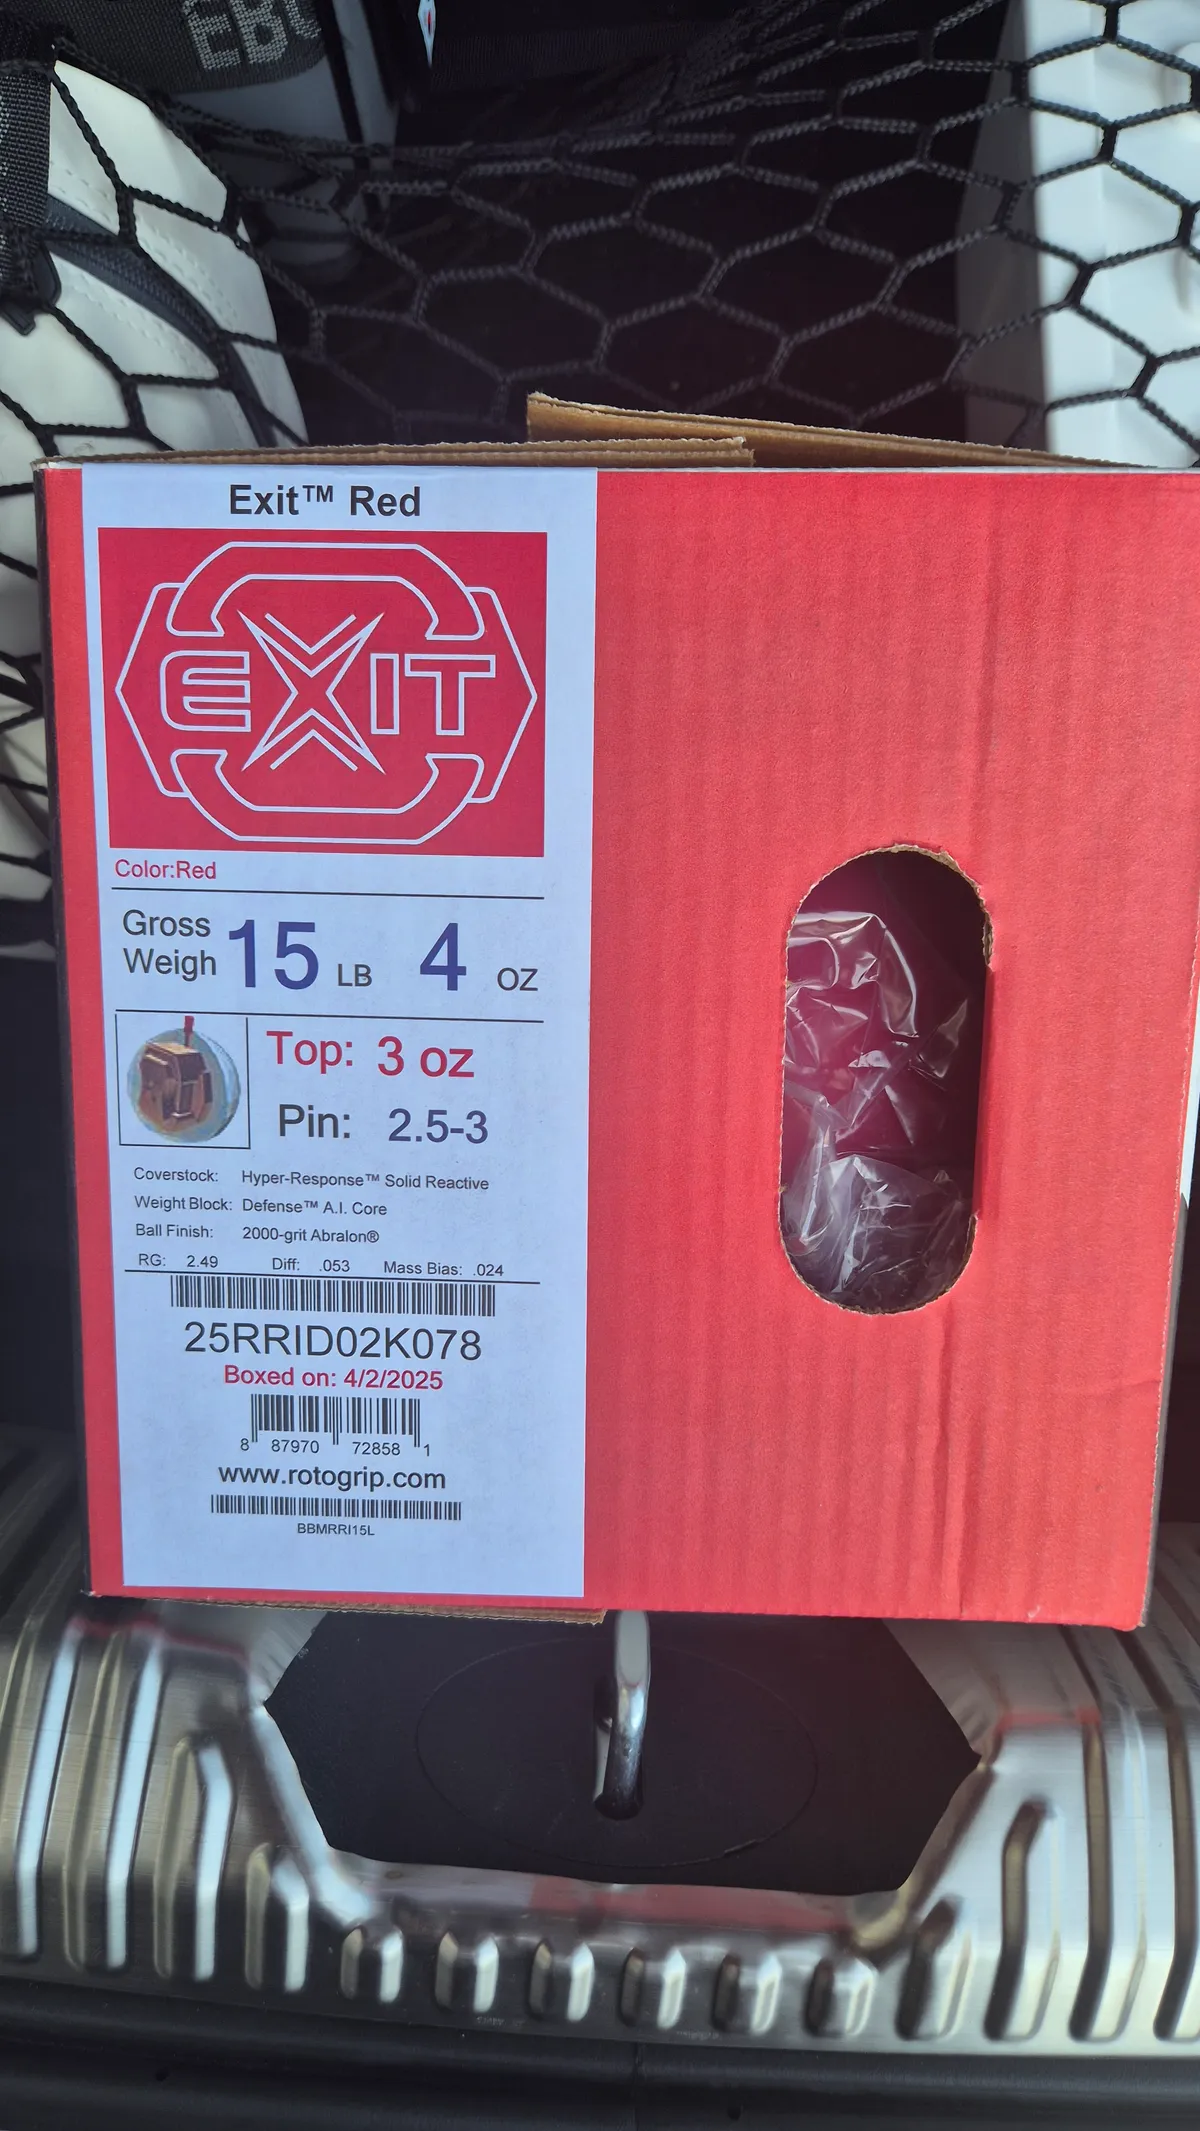 Exit™ Red
EXIT
Color:Red
Gross
Weigh 15 LB 4 OZ
Top: 3 oz
Pin: 2.5-3
Coverstock: Hyper-Response™ Solid Reactive
Weight Block: Defense™ A.I. Core
Ball Finish: 2000-grit Abralon®
RG: 2.49 Diff: .053 Mass Bias: .024
25RRID02K078
Boxed on: 4/2/2025
8 87970 72858 1
www.rotogrip.com
BBMRRI15L